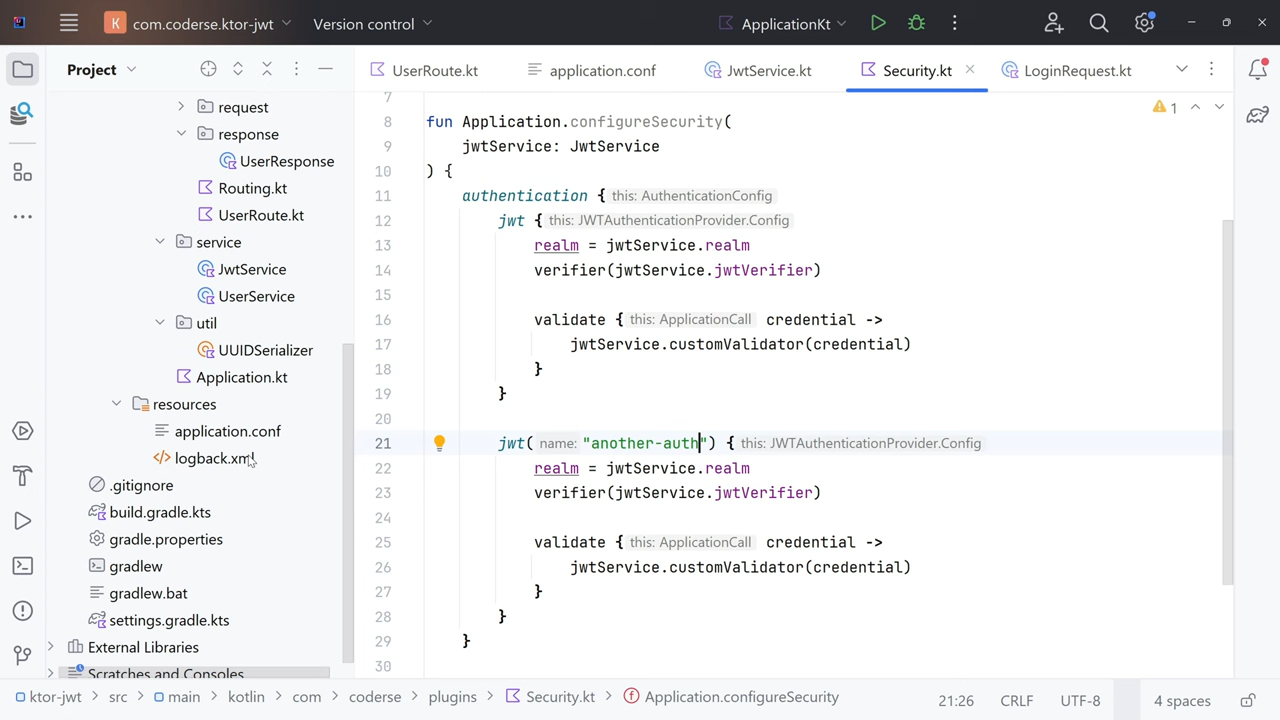 K com.coderse.ktor-jwt Version control ApplicationKt
Project
UserRoute.kt application.conf JwtService.kt Security.kt LoginRequest.kt
request
response
UserResponse
Routing.kt
UserRoute.kt
service
JwtService
UserService
util
UUIDSerializer
Application.kt
resources
application.conf
logback.xml
.gitignore
build.gradle.kts
gradle.properties
gradlew
gradlew.bat
settings.gradle.kts
External Libraries
Scratches and Consoles
7
8 fun Application.configureSecurity(
9 jwtService: JwtService
10 ) {
11 authentication { this: AuthenticationConfig
12 jwt { this: JWTAuthenticationProvider.Config
13 realm = jwtService.realm
14 verifier(jwtService.jwtVerifier)
15
16 validate { this: ApplicationCall credential ->
17 jwtService.customValidator(credential)
18 }
19 }
20
21 jwt( name: "another-auth") { this: JWTAuthenticationProvider.Config
22 realm = jwtService.realm
23 verifier(jwtService.jwtVerifier)
24
25 validate { this: ApplicationCall credential ->
26 jwtService.customValidator(credential)
27 }
28 }
29 }
30
1
ktor-jwt > src > main > kotlin > com > coderse > plugins > Security.kt > Application.configureSecurity
21:26 CRLF UTF-8 4 spaces